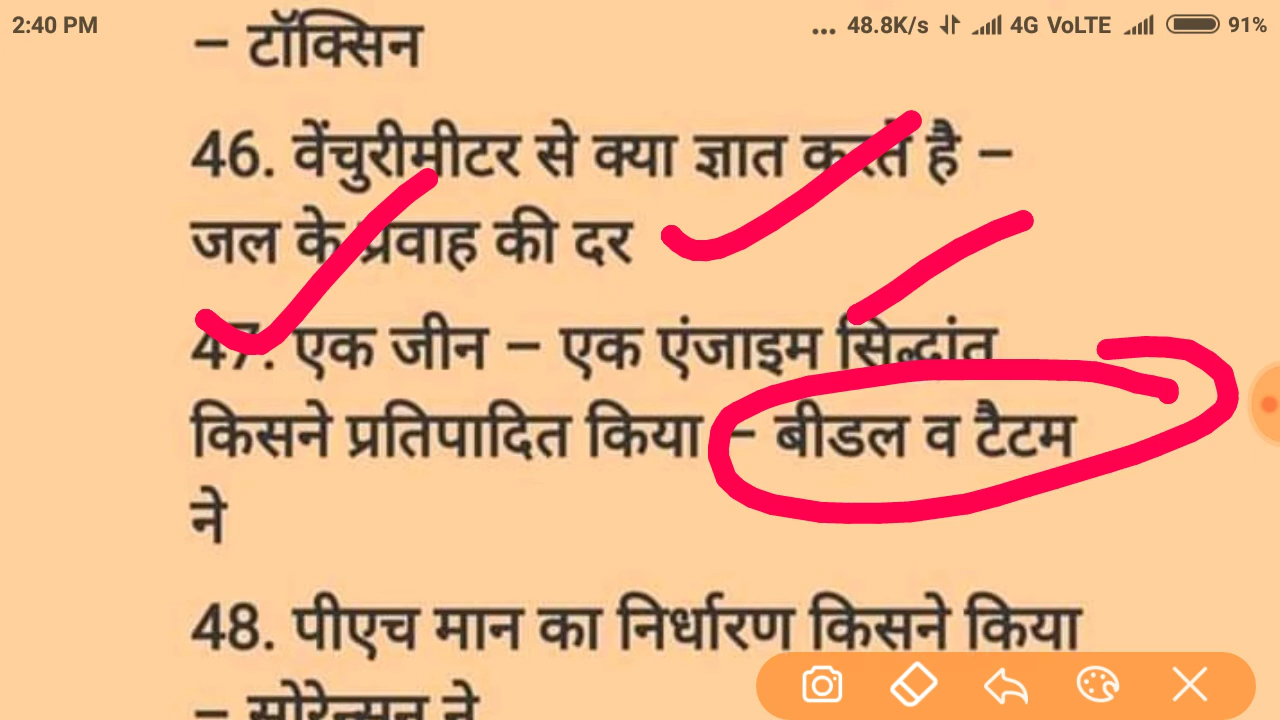 2:40 PM ... 48.8K/s 4G VoLTE 91%
– टॉक्सिन
46. वेंचुरीमीटर से क्या ज्ञात करते है –
जल के प्रवाह की दर
47. एक जीन – एक एंजाइम सिद्धांत
किसने प्रतिपादित किया – बीडल व टैटम
ने
48. पीएच मान का निर्धारण किसने किया
– सोरेन्सन ने